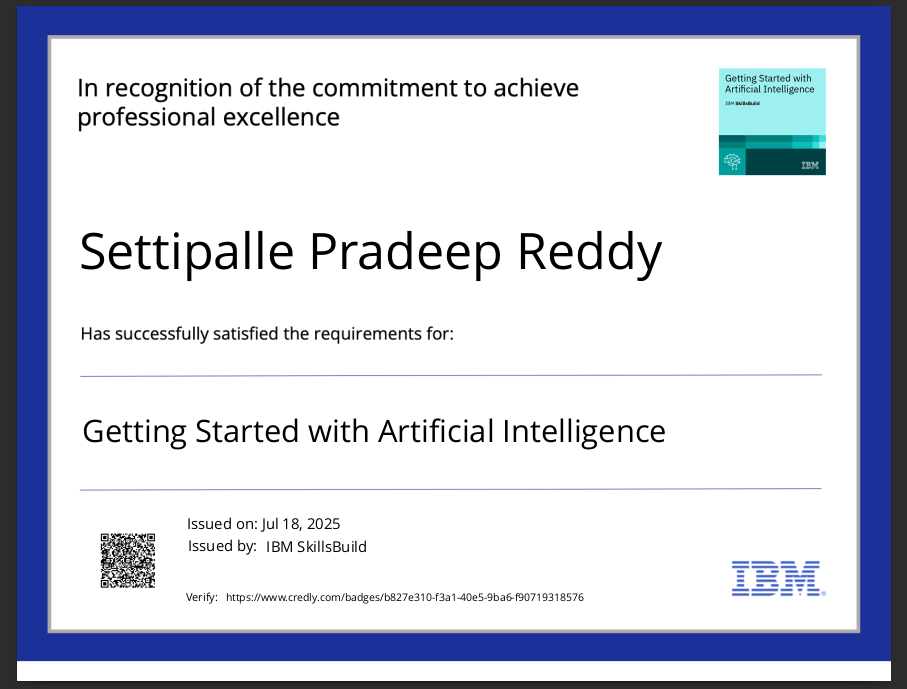 In recognition of the commitment to achieve
professional excellence
Getting Started with
Artificial Intelligence
IBM SkillsBuild
IBM
Settipalle Pradeep Reddy
Has successfully satisfied the requirements for:
Getting Started with Artificial Intelligence
Issued on: Jul 18, 2025
Issued by: IBM SkillsBuild
Verify: https://www.credly.com/badges/b827e310-f3a1-40e5-9ba6-f90719318576
IBM®